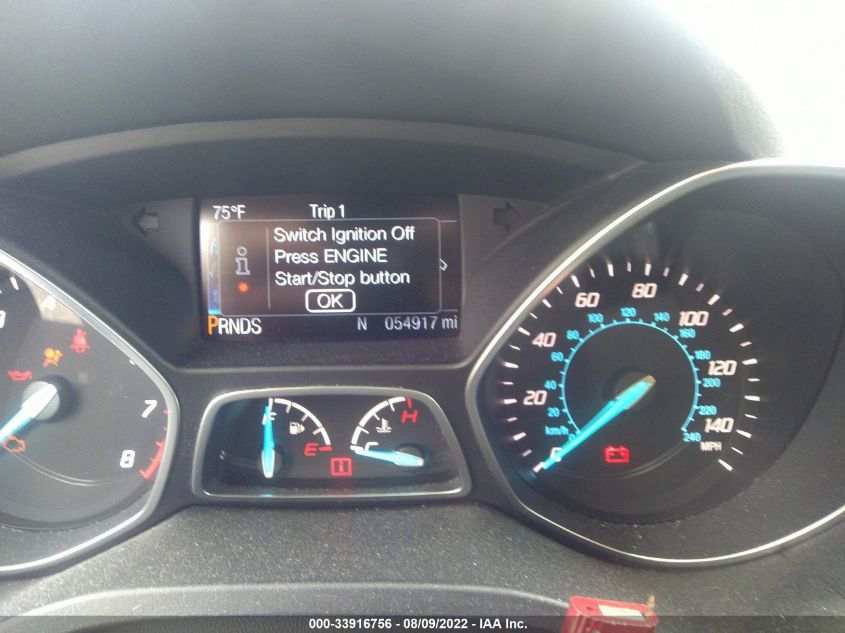 75°F Trip 1
Switch Ignition Off
Press ENGINE
Start/Stop button
OK
PRNDS N 054917 mi
7
8
F
E
H
C
0 20 40 60 80 100 120 140
MPH
20 40 60 80 100 120 140 160 180 200 220 240
km/h
000-33916756 - 08/09/2022 - IAA Inc.